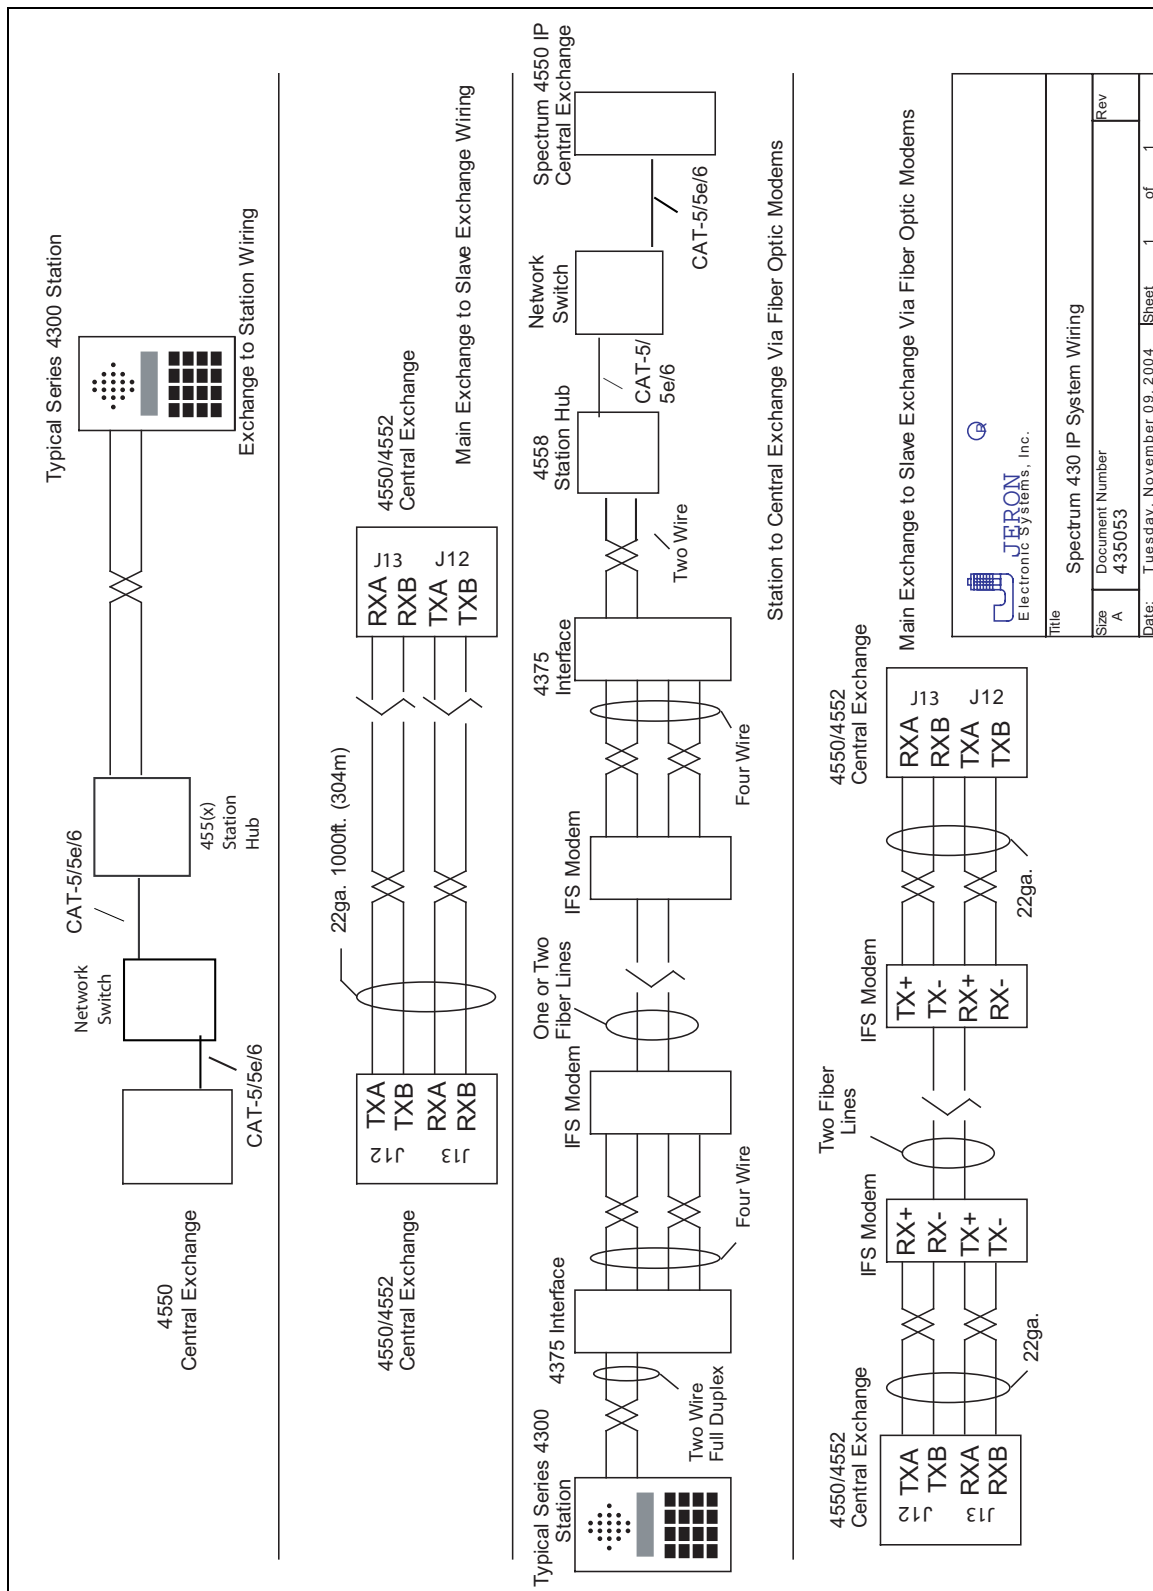 4550
Central Exchange
CAT-5/5e/6
Network
Switch
CAT-5/5e/6
455(x)
Station
Hub
Typical Series 4300 Station
Exchange to Station Wiring
4550/4552
Central Exchange
J12
J13
TXA
TXB
RXA
RXB
22ga. 1000ft. (304m)
RXA
RXB
TXA
TXB
J13
J12
4550/4552
Central Exchange
Main Exchange to Slave Exchange Wiring
Typical Series 4300
Station
Two Wire
Full Duplex
4375 Interface
Four Wire
IFS Modem
One or Two
Fiber Lines
IFS Modem
Four Wire
4375
Interface
Two Wire
4558
Station Hub
CAT-5/
5e/6
Network
Switch
CAT-5/5e/6
Spectrum 4550 IP
Central Exchange
Station to Central Exchange Via Fiber Optic Modems
4550/4552
Central Exchange
J12
J13
TXA
TXB
RXA
RXB
22ga.
IFS Modem
RX+
RX-
TX+
TX-
Two Fiber
Lines
IFS Modem
TX+
TX-
RX+
RX-
22ga.
4550/4552
Central Exchange
RXA
RXB
TXA
TXB
J13
J12
Main Exchange to Slave Exchange Via Fiber Optic Modems
JERON
R
Electronic Systems, Inc.
Title
Spectrum 430 IP System Wiring
Size
A
Document Number
435053
Rev
Date:
Tuesday, November 09, 2004
Sheet
1
of
1